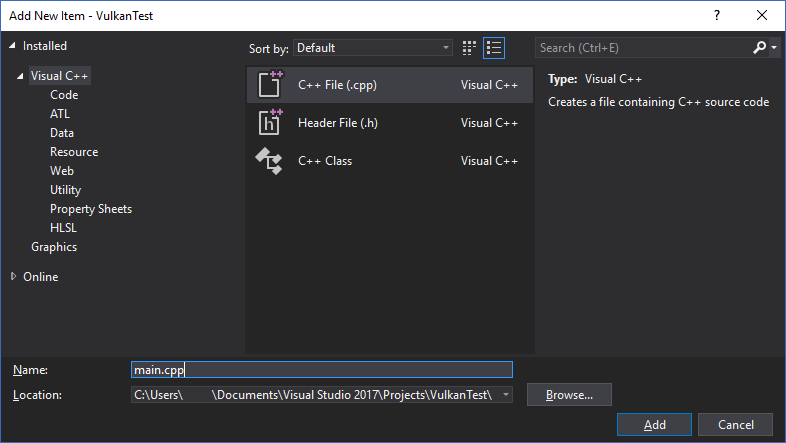 Add New Item - VulkanTest
Installed
Visual C++
Code
ATL
Data
Resource
Web
Utility
Property Sheets
HLSL
Graphics
Online
Sort by: Default
C++ File (.cpp) Visual C++
Header File (.h) Visual C++
C++ Class Visual C++
Search (Ctrl+E)
Type: Visual C++
Creates a file containing C++ source code
Name: main.cpp
Location: C:\Users\ \Documents\Visual Studio 2017\Projects\VulkanTest\ Browse...
Add Cancel